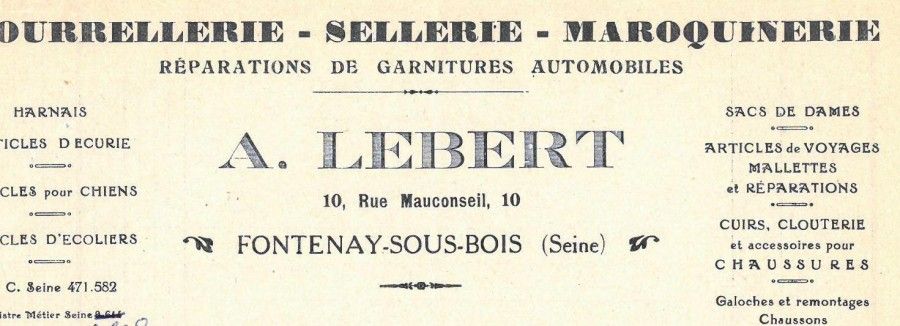 OURRELLERIE - SELLERIE - MAROQUINERIE
RÉPARATIONS DE GARNITURES AUTOMOBILES
HARNAIS
TICLES D'ECURIE
CLES pour CHIENS
CLES D'ECOLIERS
C. Seine 471.582
istre Métier Seine
A. LEBERT
10, Rue Mauconseil, 10
FONTENAY-SOUS-BOIS (Seine)
SACS DE DAMES
ARTICLES de VOYAGES
MALLETTES
et RÉPARATIONS
CUIRS, CLOUTERIE
et accessoires pour
CHAUSSURES
Galoches et remontages
Chaussons